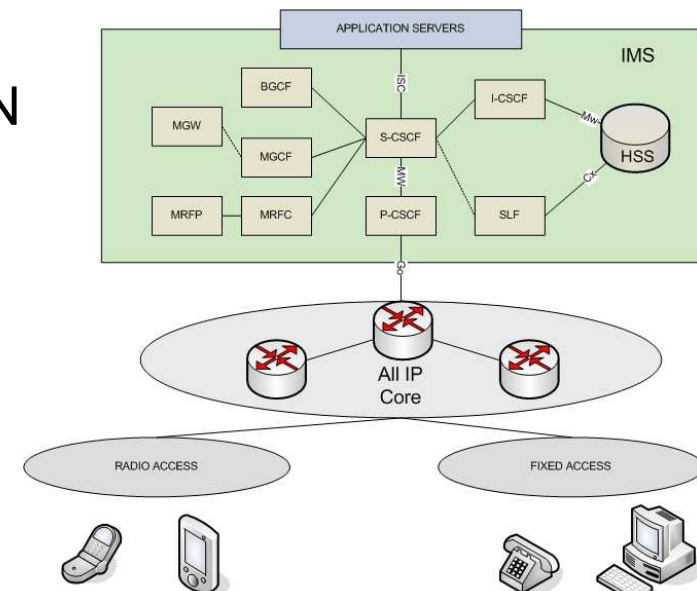 N
APPLICATION SERVERS
IMS
ISC
BGCF
I-CSCF
MGW
S-CSCF
Mw
HSS
MGCF
MW
Cx
MRFP
MRFC
P-CSCF
SLF
Go
All IP
Core
RADIO ACCESS
FIXED ACCESS